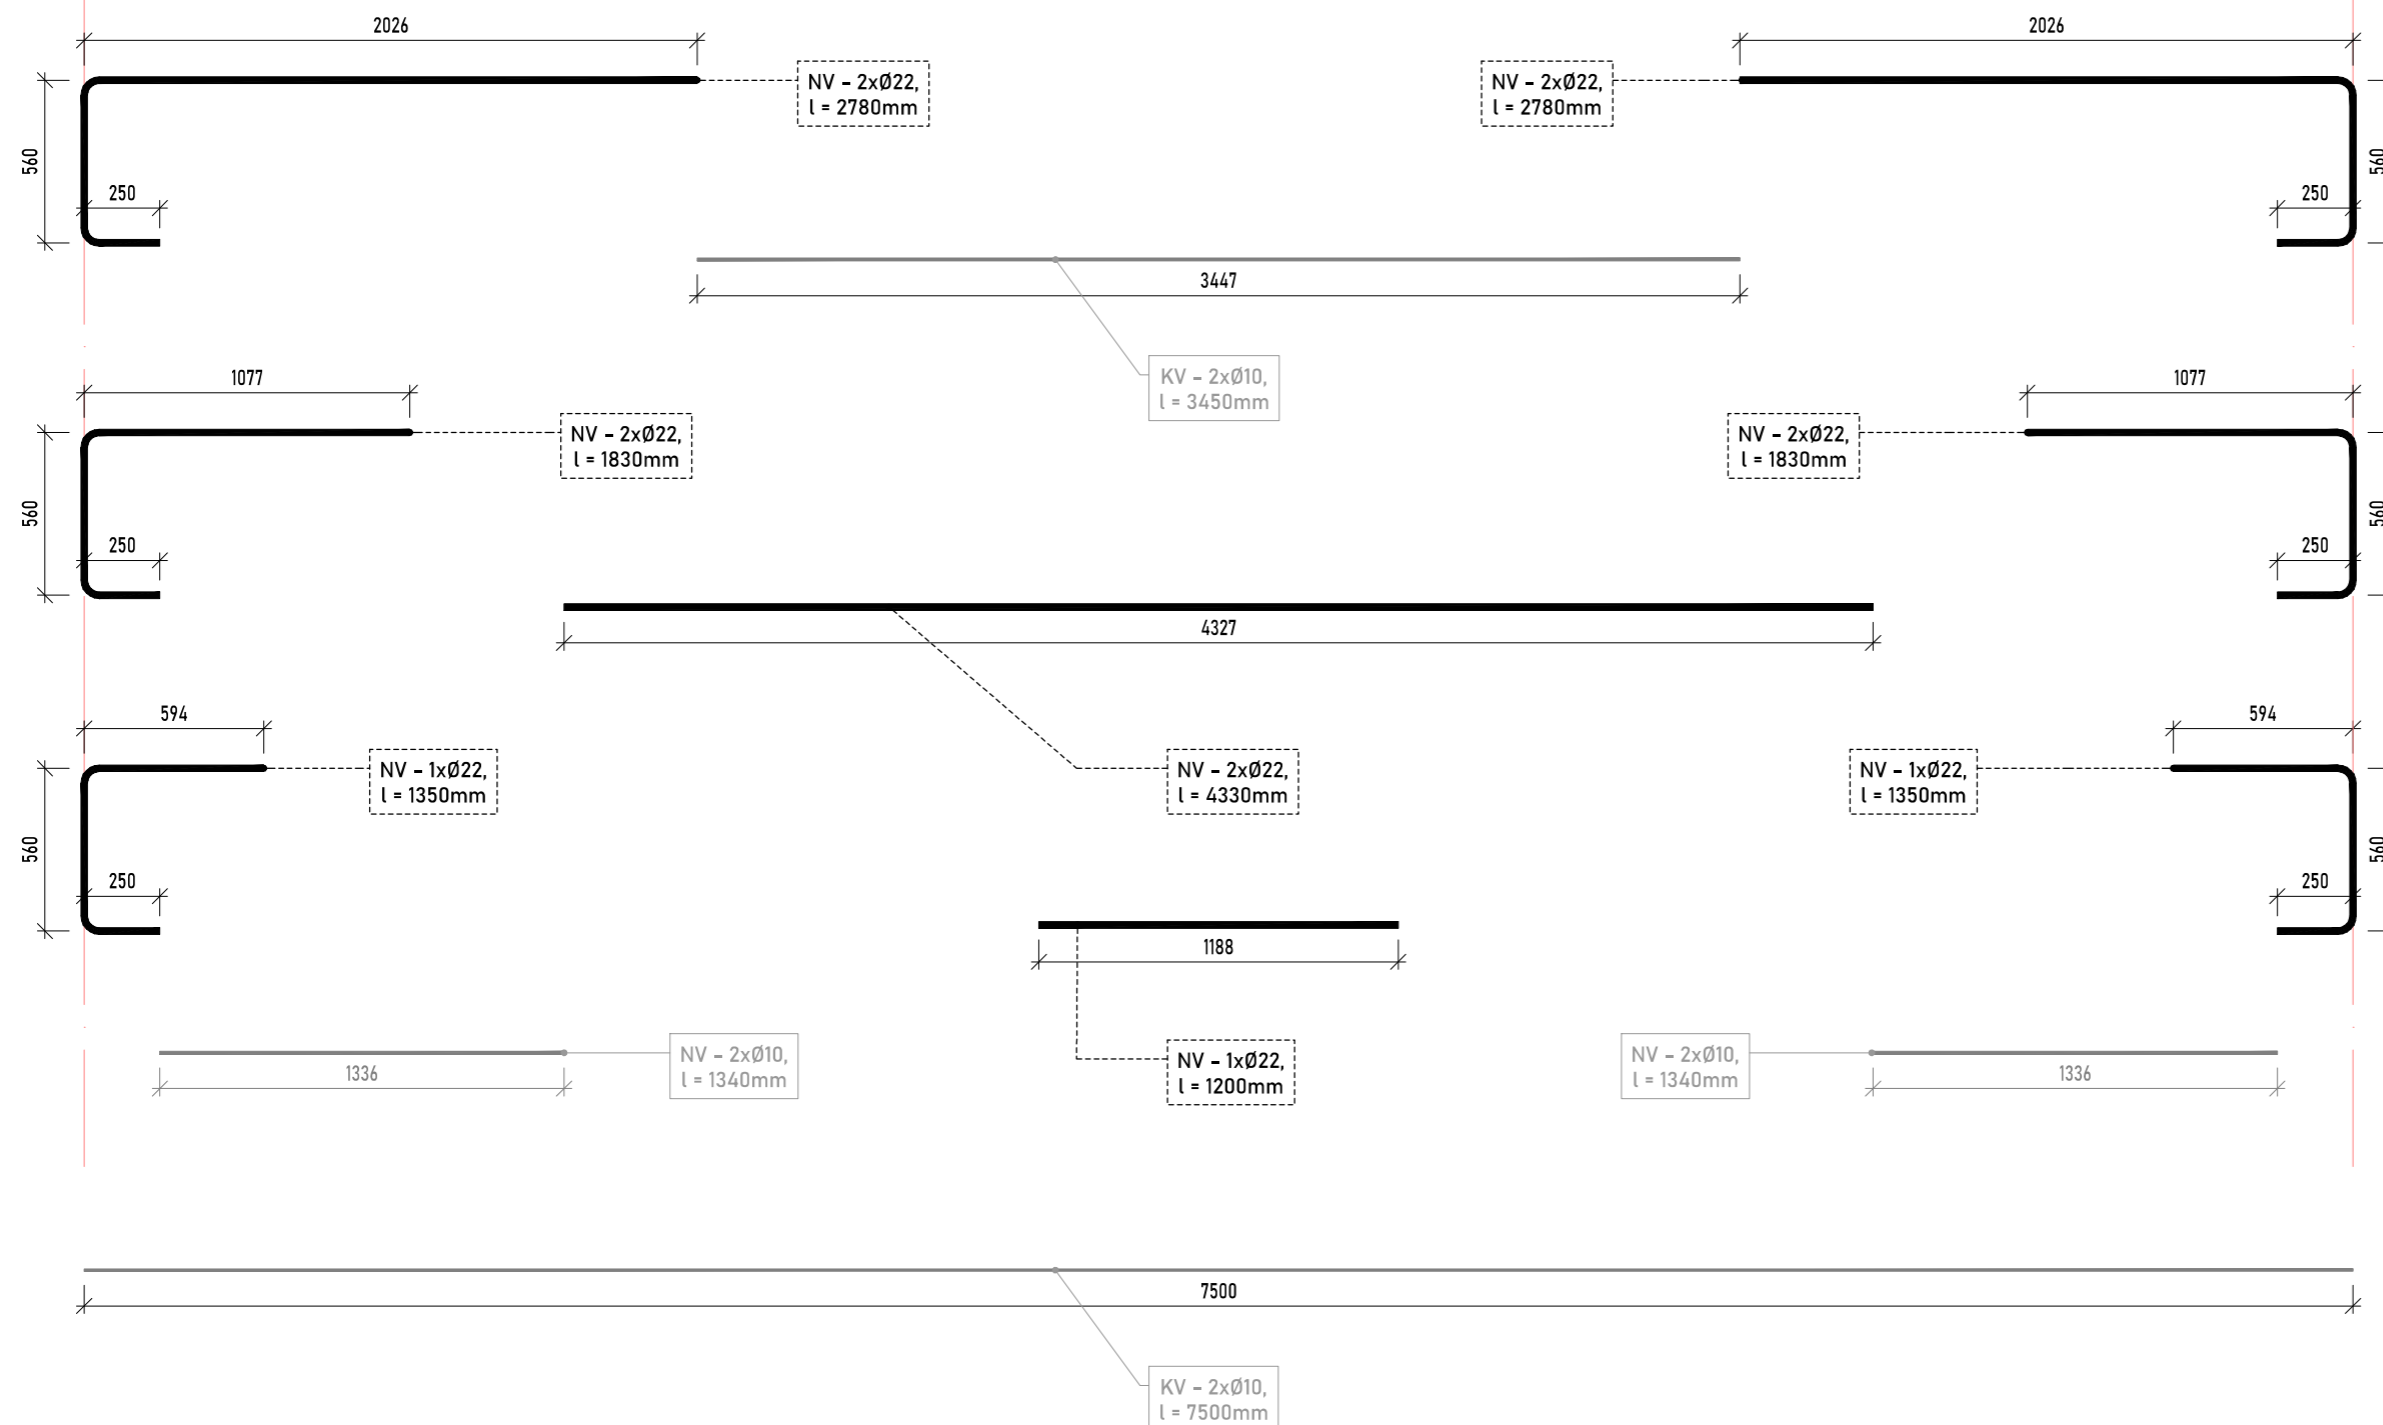 2026
2026
NV - 2xØ22,
l = 2780mm
NV - 2xØ22,
l = 2780mm
560
560
250
250
3447
KV - 2xØ10,
l = 3450mm
1077
1077
NV - 2xØ22,
l = 1830mm
NV - 2xØ22,
l = 1830mm
560
560
250
250
4327
594
594
NV - 1xØ22,
l = 1350mm
NV - 2xØ22,
l = 4330mm
NV - 1xØ22,
l = 1350mm
560
560
250
250
1188
NV - 2xØ10,
l = 1340mm
NV - 1xØ22,
l = 1200mm
NV - 2xØ10,
l = 1340mm
1336
1336
7500
KV - 2xØ10,
l = 7500mm